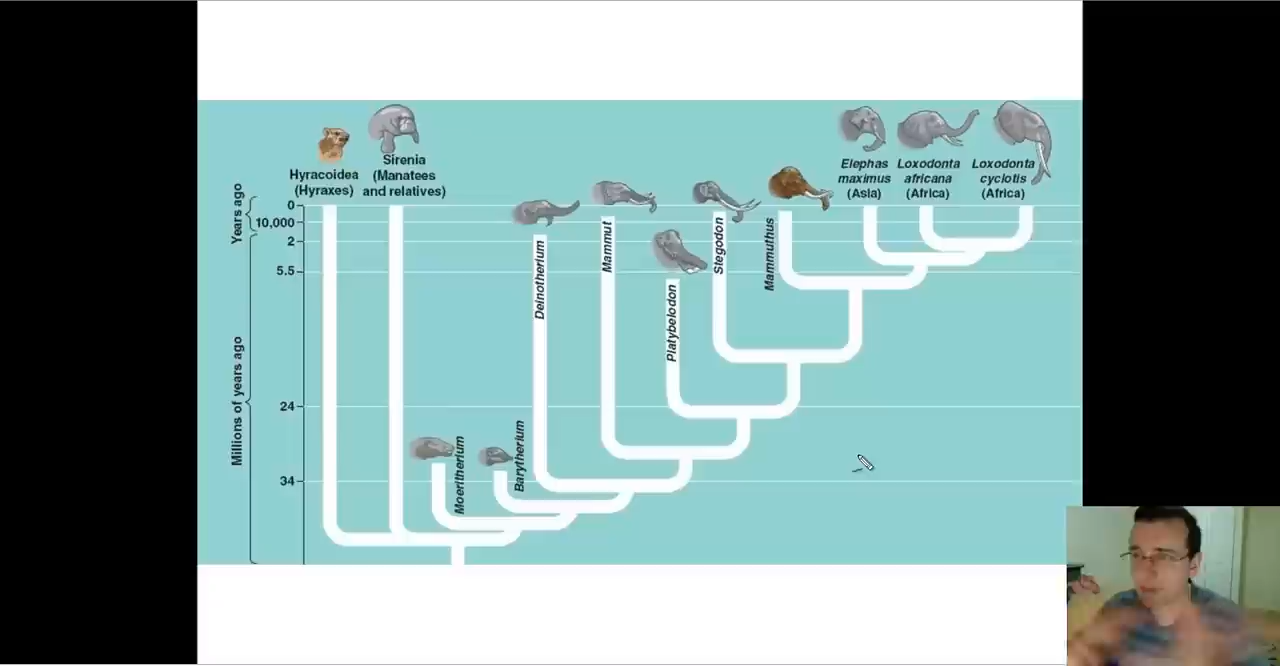 Hyracoidea
(Hyraxes)
Sirenia
(Manatees
and relatives)
Elephas
maximus
(Asia)
Loxodonta
africana
(Africa)
Loxodonta
cyclotis
(Africa)
Years ago
0
10,000
2
5.5
24
34
Millions of years ago
Moeritherium
Barytherium
Deinotherium
Mammut
Platybelodon
Stegodon
Mammuthus